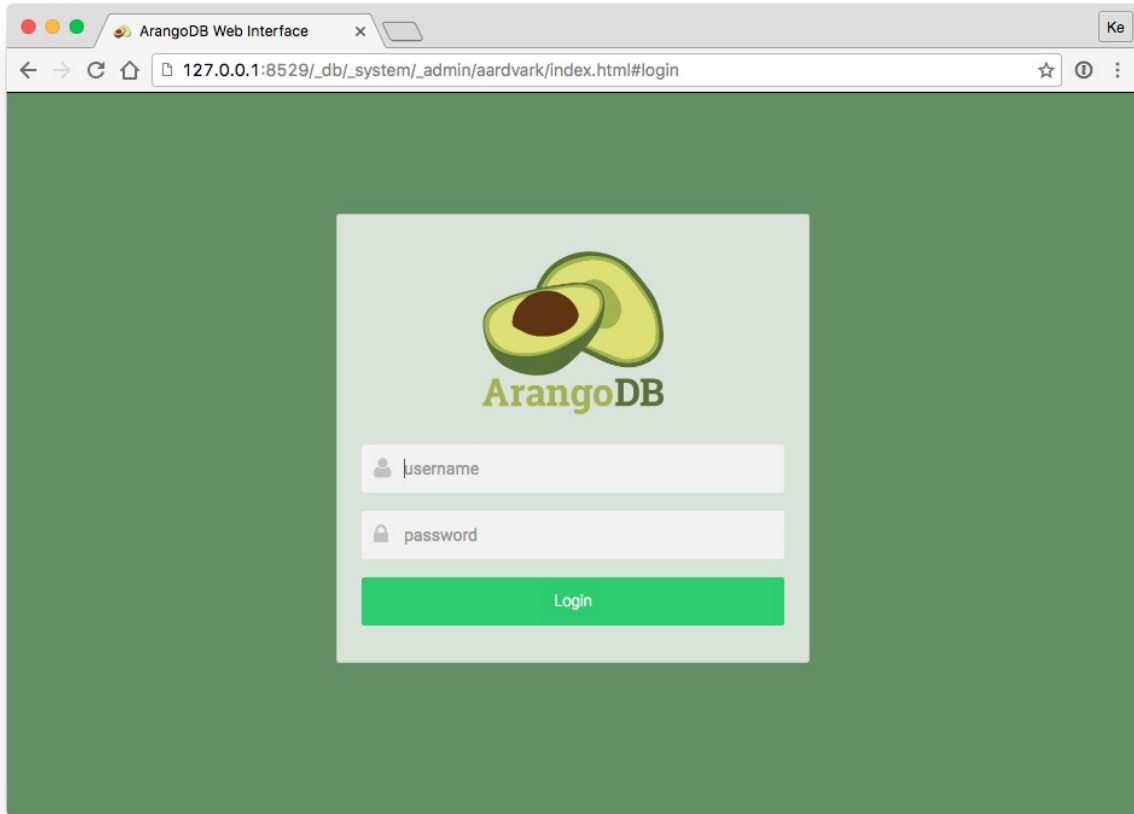 ArangoDB Web Interface
Ke
127.0.0.1:8529/_db/_system/_admin/aardvark/index.html#login
ArangoDB
username
password
Login